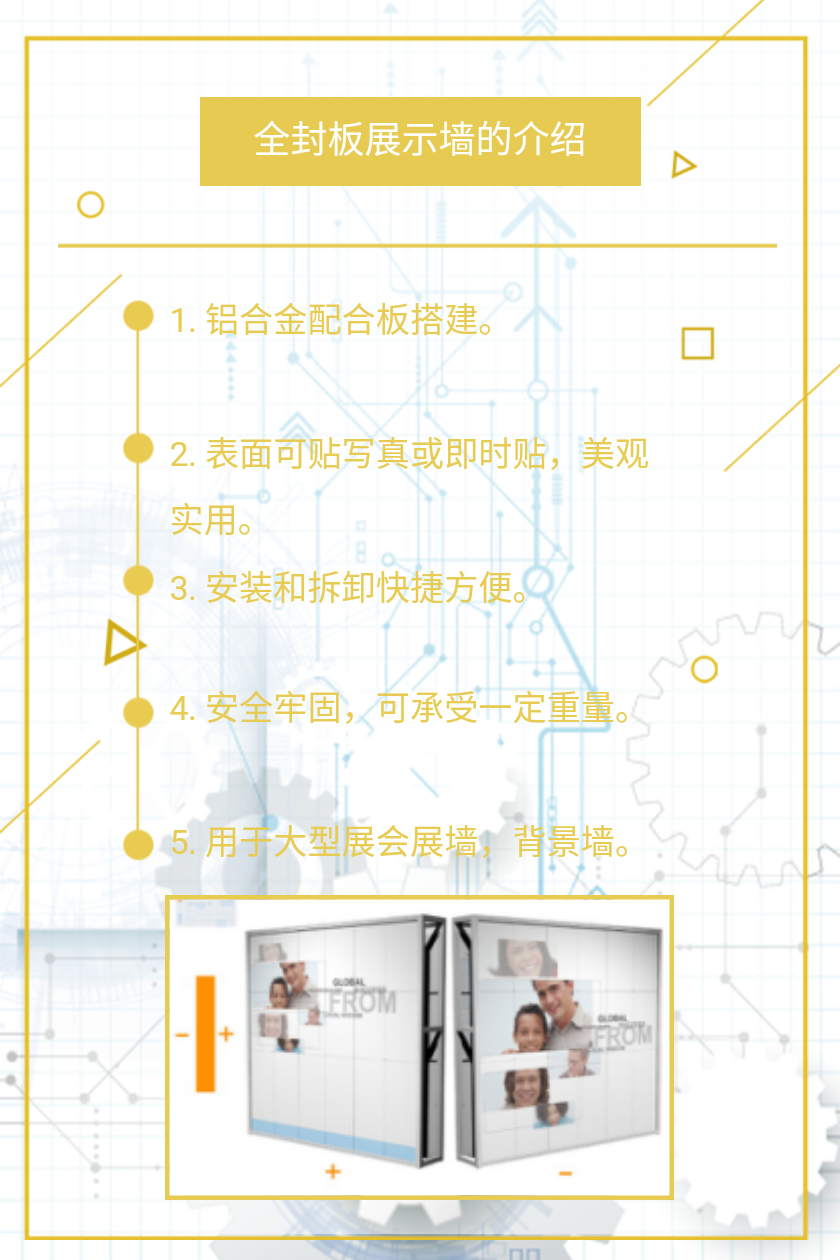 全封板展示墙的介绍
1. 铝合金配合板搭建。
2. 表面可贴写真或即时贴，美观
实用。
3. 安装和拆卸快捷方便。
4. 安全牢固，可承受一定重量。
5. 用于大型展会展墙，背景墙。
GLOBAL
FROM
GLOBAL
FROM
− +
+
−